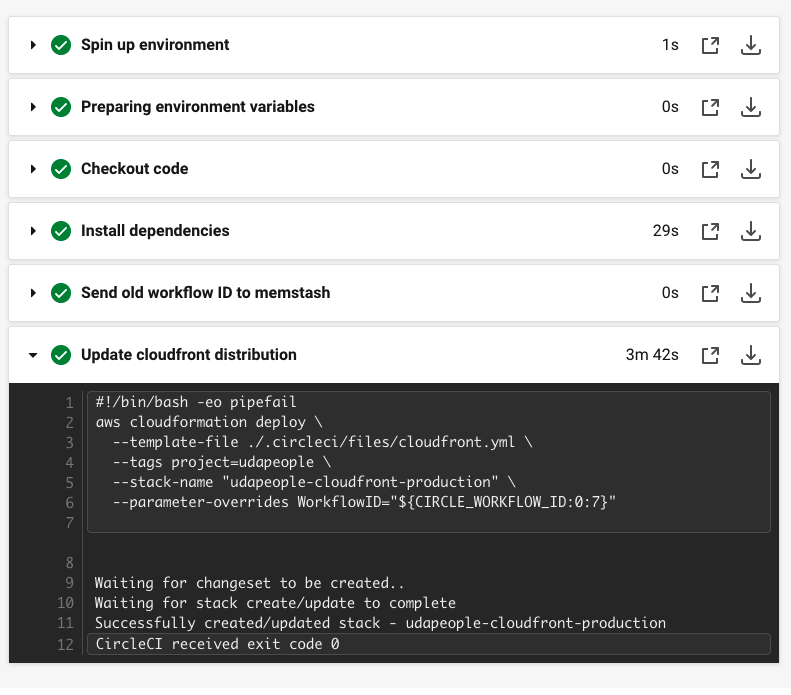 Spin up environment 1s
Preparing environment variables 0s
Checkout code 0s
Install dependencies 29s
Send old workflow ID to memstash 0s
Update cloudfront distribution 3m 42s
1 #!/bin/bash -eo pipefail
2 aws cloudformation deploy \
3   --template-file ./.circleci/files/cloudfront.yml \
4   --tags project=udapeople \
5   --stack-name "udapeople-cloudfront-production" \
6   --parameter-overrides WorkflowID="${CIRCLE_WORKFLOW_ID:0:7}"
7
8
9 Waiting for changeset to be created..
10 Waiting for stack create/update to complete
11 Successfully created/updated stack - udapeople-cloudfront-production
12 CircleCI received exit code 0